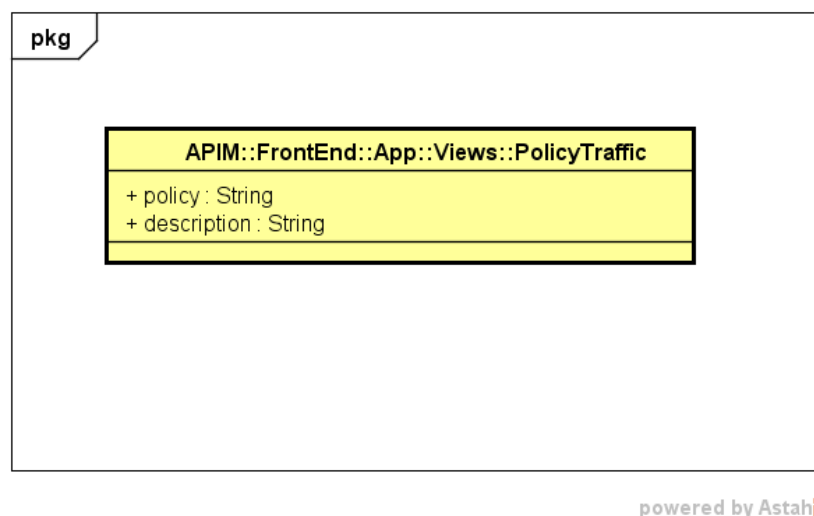 pkg
APIM::FrontEnd::App::Views::PolicyTraffic
+ policy : String
+ description : String
powered by Astah